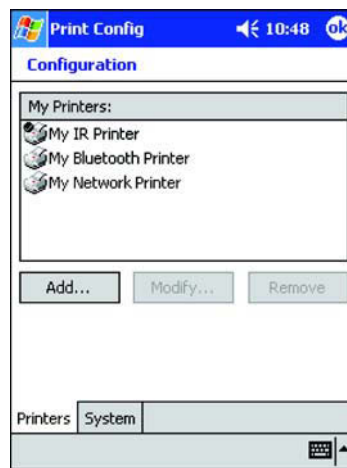 Print Config 10:48 ok
Configuration
My Printers:
My IR Printer
My Bluetooth Printer
My Network Printer
Add... Modify... Remove
Printers System